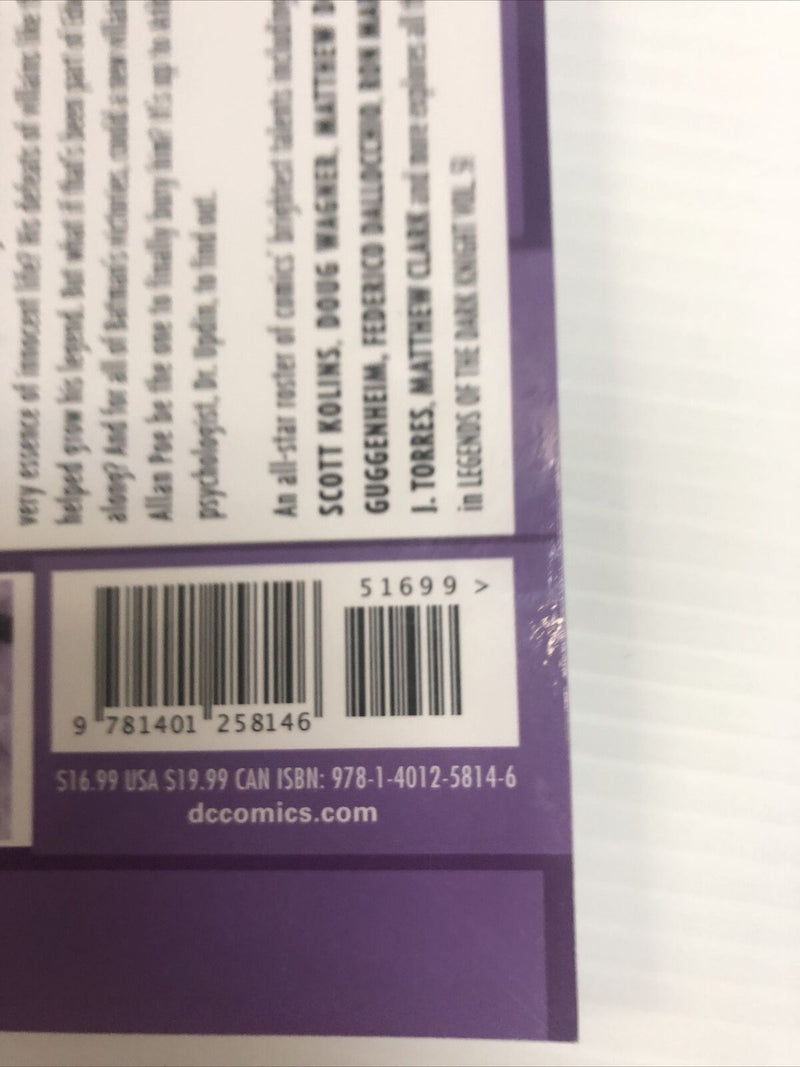 very essence of innocent life? His defeats of villains like
helped grow his legend. But what if that's been part of
along? And for all of Batman's victories, could a new villain
Allan Poe be the one to finally bury him? It's up to
psychologist, Dr. Updin, to find out.
An all-star roster of comics' brightest talents including
SCOTT KOLINS, DOUG WAGNER, MATTHEW D
GUGGENHEIM, FEDERICO DALLOCCHIO, RON MA
J. TORRES, MATTHEW CLARK and more explores all t
in LEGENDS OF THE DARK KNIGHT VOL. 5!
51699 >
9 781401 258146
$16.99 USA $19.99 CAN ISBN: 978-1-4012-5814-6
dccomics.com